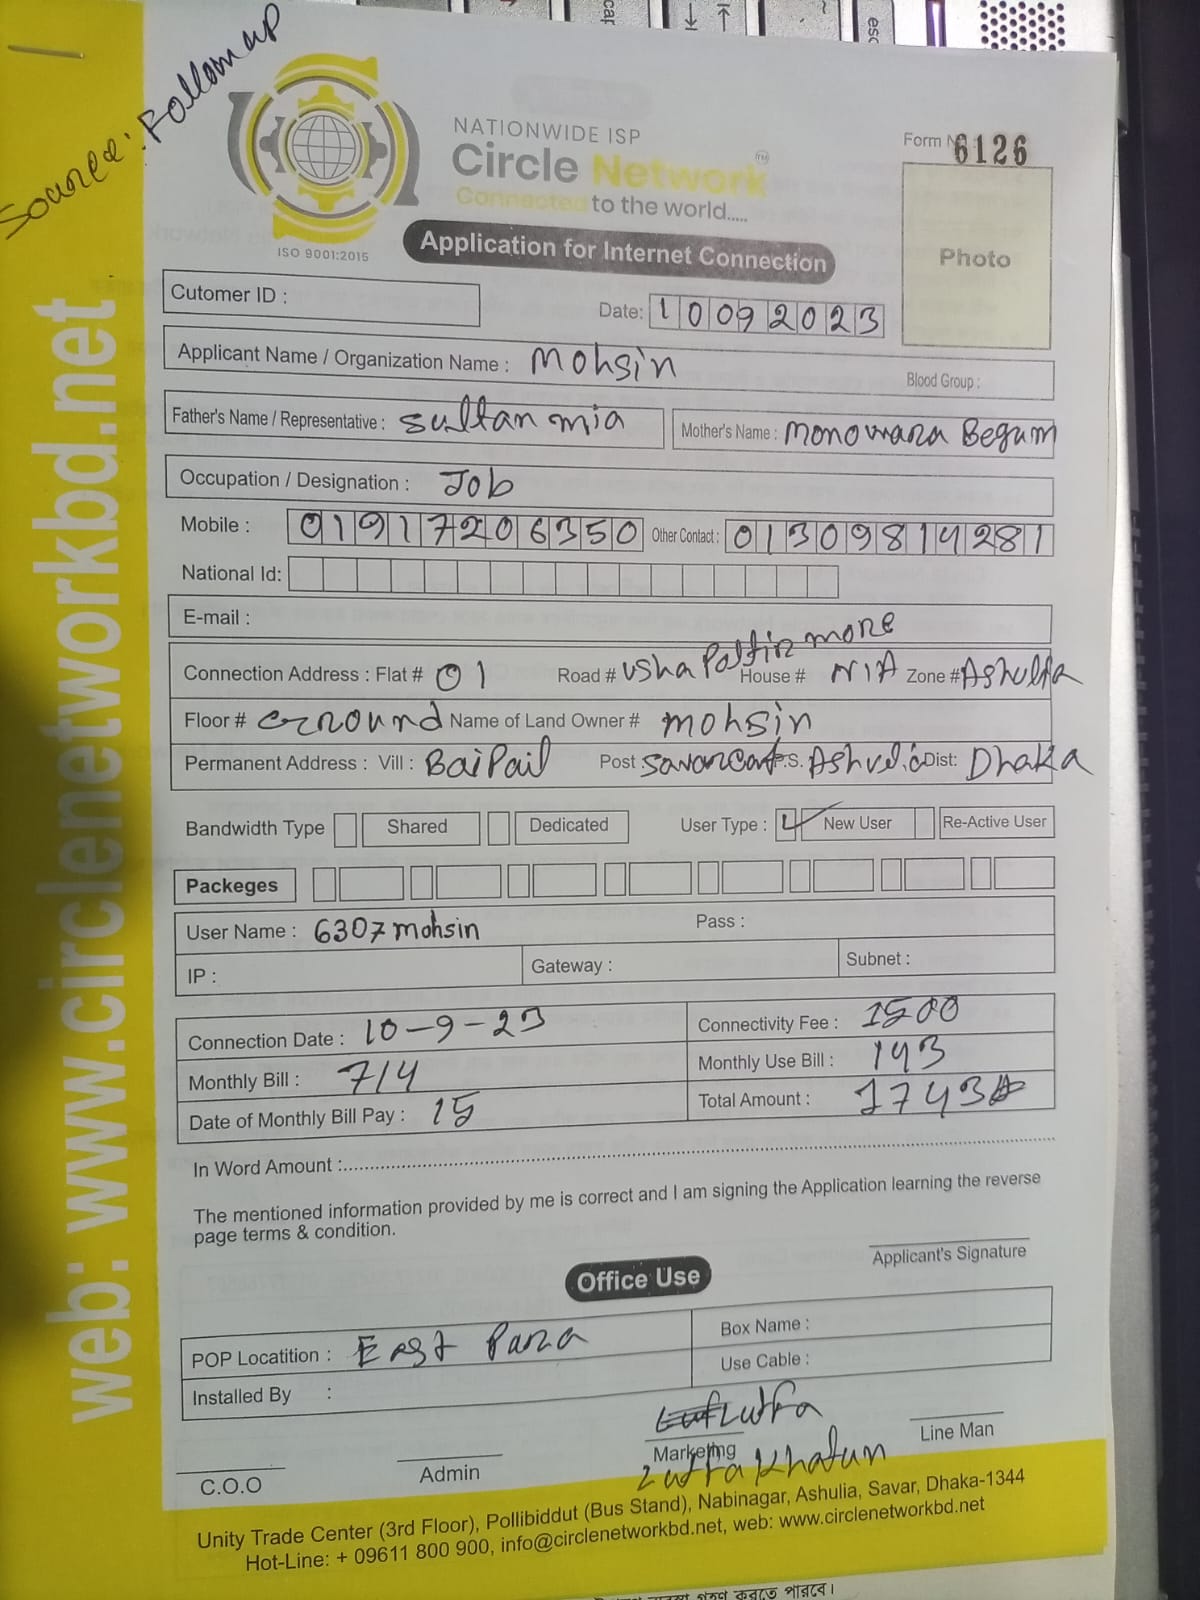 Source: Followup
NATIONWIDE ISP
Circle Network TM
Connected to the world.....
ISO 9001:2015
Form 6126
Photo
Application for Internet Connection
Cutomer ID :
Date: 10092023
Applicant Name / Organization Name : Mohsin
Blood Group :
Father's Name / Representative : Sultan mia
Mother's Name : Monowara Begum
Occupation / Designation : Job
Mobile : 01917206350 Other Contact : 01309814281
National Id:
E-mail :
Connection Address : Flat # 01 Road # Usha more House # N/A Zone # Ashulia
Floor # Ground Name of Land Owner # mohsin
Permanent Address : Vill : BaiPail Post P.S. Ashulia Dist: Dhaka
Bandwidth Type Shared Dedicated User Type : New User Re-Active User
Packeges
User Name : 6307mohsin Pass :
IP : Gateway : Subnet :
Connection Date : 10-9-23 Connectivity Fee : 1500
Monthly Bill : 714 Monthly Use Bill : 143
Date of Monthly Bill Pay : 15 Total Amount : 1743
In Word Amount :
The mentioned information provided by me is correct and I am signing the Application learning the reverse
page terms & condition.
Applicant's Signature
Office Use
POP Locatition : East Para Box Name :
Use Cable :
Installed By :
Lutfa
C.O.O Admin Marketing Line Man
Lutfa Khatun
Unity Trade Center (3rd Floor), Pollibiddut (Bus Stand), Nabinagar, Ashulia, Savar, Dhaka-1344
Hot-Line: + 09611 800 900, info@circlenetworkbd.net, web: www.circlenetworkbd.net
web: www.circlenetworkbd.net
করতে পারবে।
esc